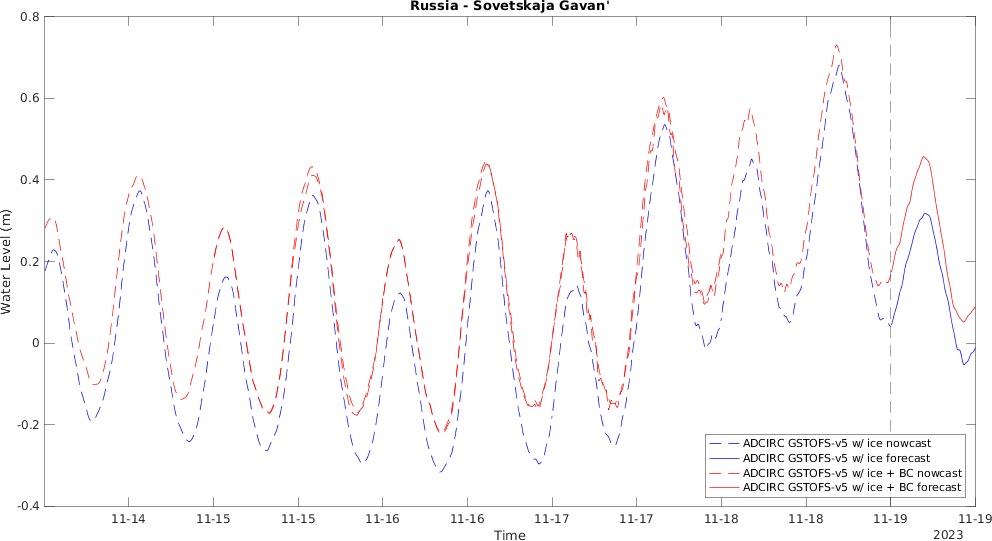 Russia - Sovetskaja Gavan'
0.8
0.6
0.4
0.2
0
-0.2
-0.4
Water Level (m)
11-14
11-15
11-15
11-16
11-16
11-17
11-17
11-18
11-18
11-19
11-19
Time
2023
ADCIRC GSTOFS-v5 w/ ice nowcast
ADCIRC GSTOFS-v5 w/ ice forecast
ADCIRC GSTOFS-v5 w/ ice + BC nowcast
ADCIRC GSTOFS-v5 w/ ice + BC forecast